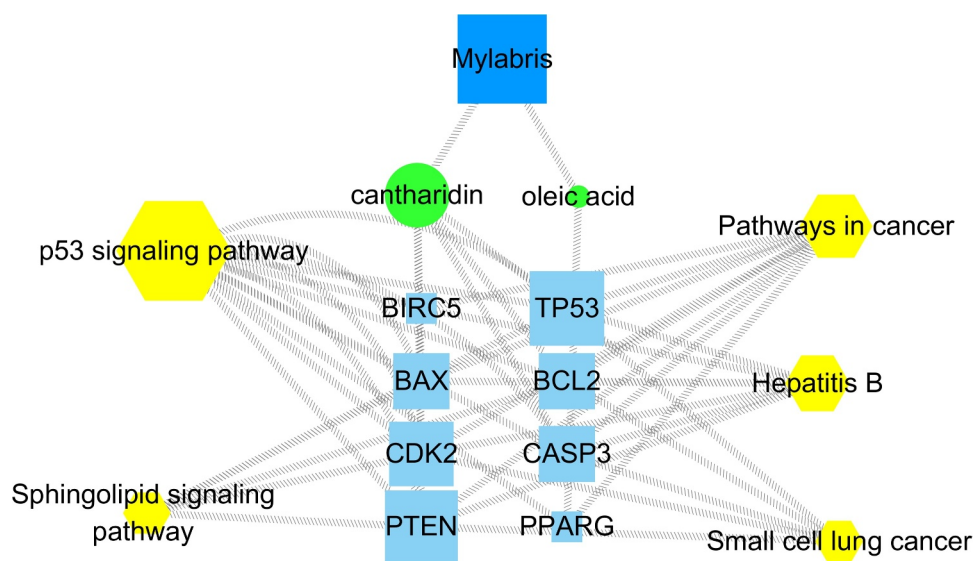 Mylabris
cantharidin
oleic acid
Pathways in cancer
p53 signaling pathway
BIRC5
TP53
BAX
BCL2
Hepatitis B
CDK2
CASP3
Sphingolipid signaling
pathway
PTEN
PPARG
Small cell lung cancer